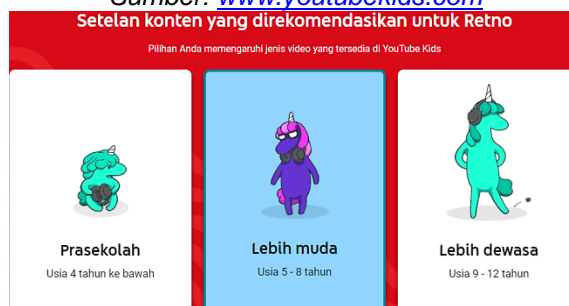 Sumber: www.youtubekids.com
Setelan konten yang direkomendasikan untuk Retno
Pilihan Anda memengaruhi jenis video yang tersedia di YouTube Kids
Prasekolah
Usia 4 tahun ke bawah
Lebih muda
Usia 5 - 8 tahun
Lebih dewasa
Usia 9 - 12 tahun